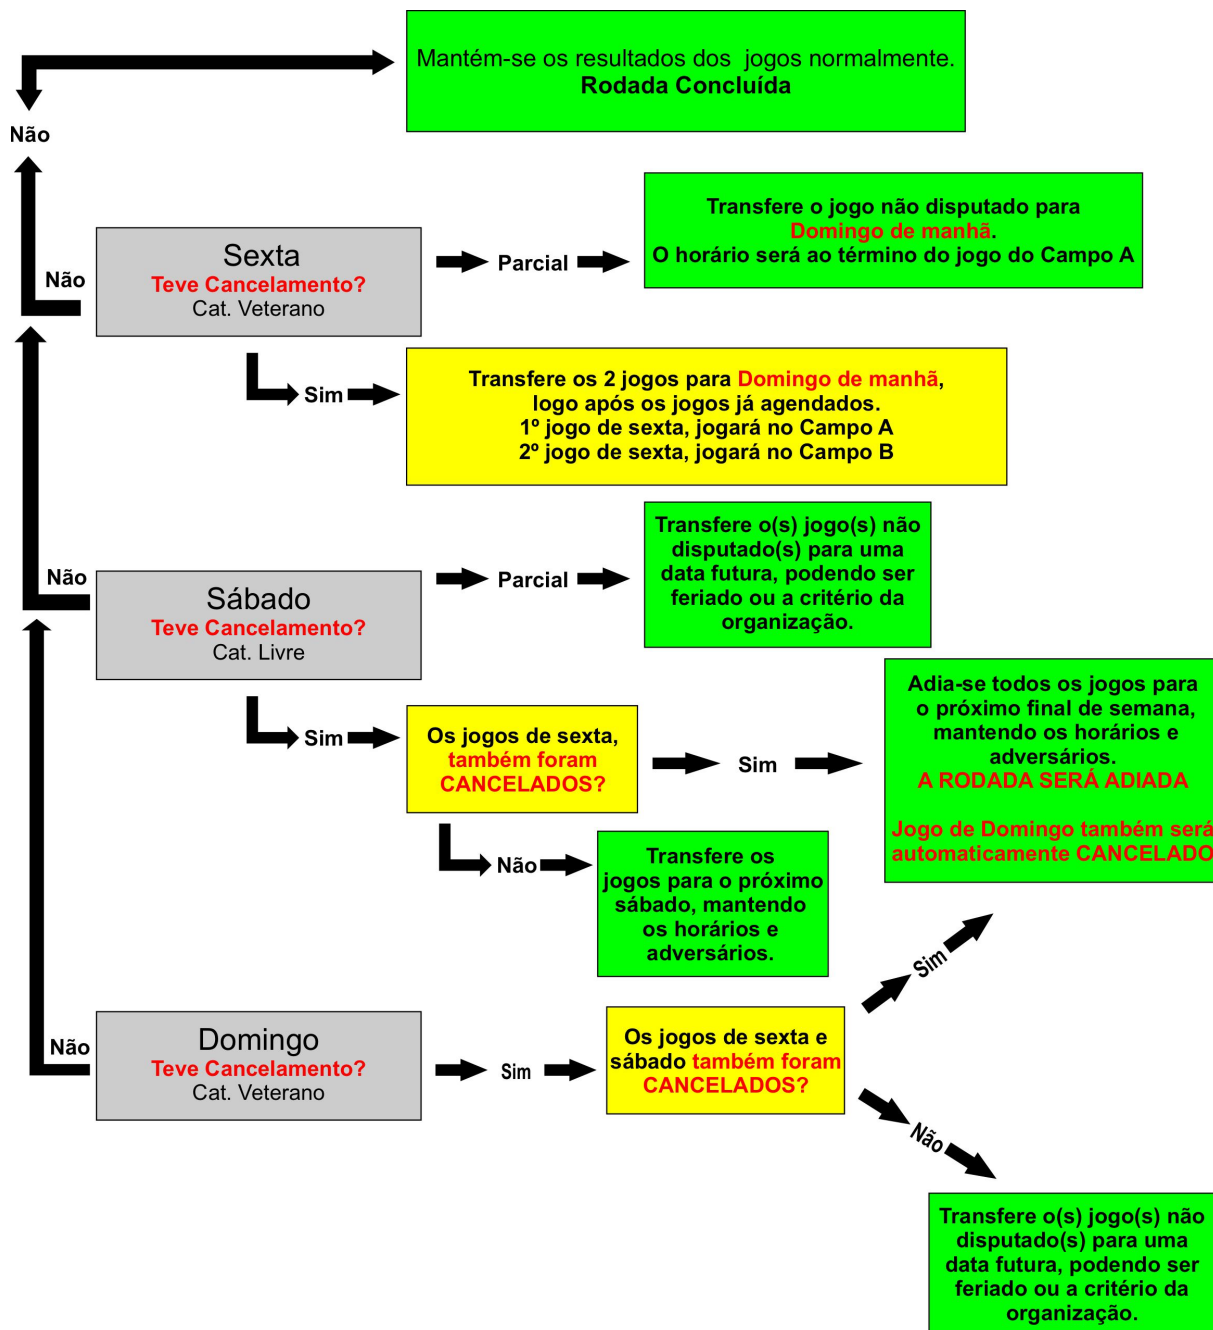 Mantém-se os resultados dos jogos normalmente.
Rodada Concluída
Não
Não
Sexta
Teve Cancelamento?
Cat. Veterano
Parcial
Transfere o jogo não disputado para
Domingo de manhã.
O horário será ao término do jogo do Campo A
Sim
Transfere os 2 jogos para Domingo de manhã,
logo após os jogos já agendados.
1º jogo de sexta, jogará no Campo A
2º jogo de sexta, jogará no Campo B
Não
Sábado
Teve Cancelamento?
Cat. Livre
Parcial
Transfere o(s) jogo(s) não
disputado(s) para uma
data futura, podendo ser
feriado ou a critério da
organização.
Sim
Os jogos de sexta,
também foram
CANCELADOS?
Sim
Adia-se todos os jogos para
o próximo final de semana,
mantendo os horários e
adversários.
A RODADA SERÁ ADIADA
Jogo de Domingo também será
automaticamente CANCELADO
Não
Transfere os
jogos para o próximo
sábado, mantendo
os horários e
adversários.
Não
Domingo
Teve Cancelamento?
Cat. Veterano
Sim
Os jogos de sexta e
sábado também foram
CANCELADOS?
Sim
Não
Transfere o(s) jogo(s) não
disputado(s) para uma
data futura, podendo ser
feriado ou a critério da
organização.